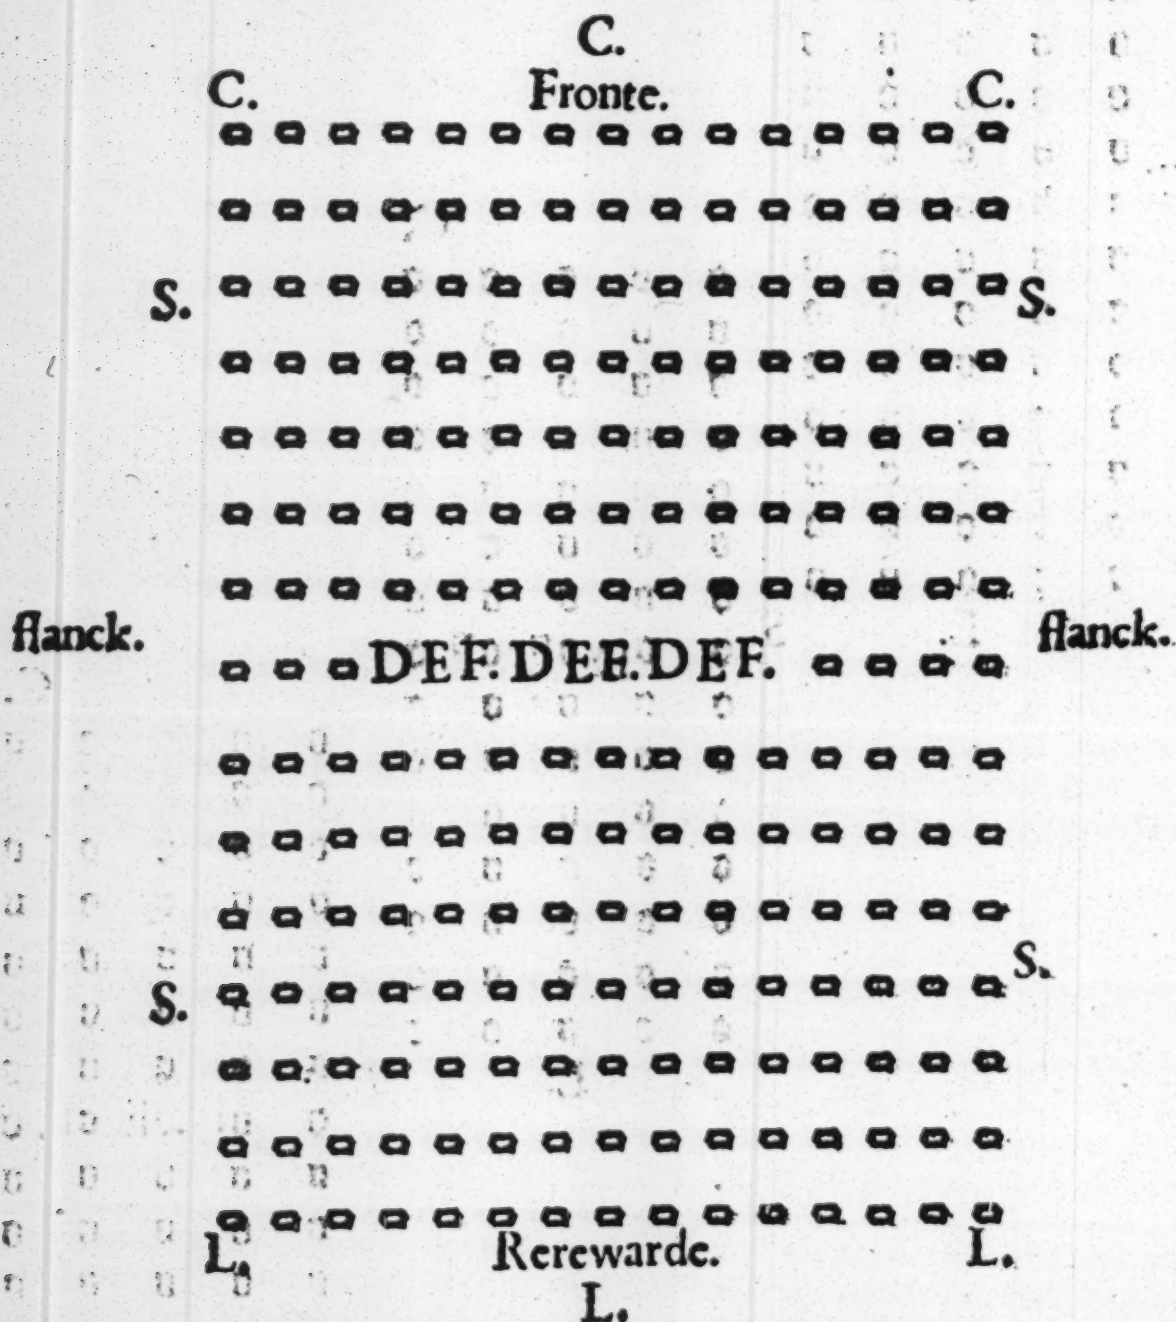 C.
C. Fronte. C.
S. S.
flanck. flanck.
DEF. DEF. DEF.
S.
S.
L. Rerewarde. L.
L.